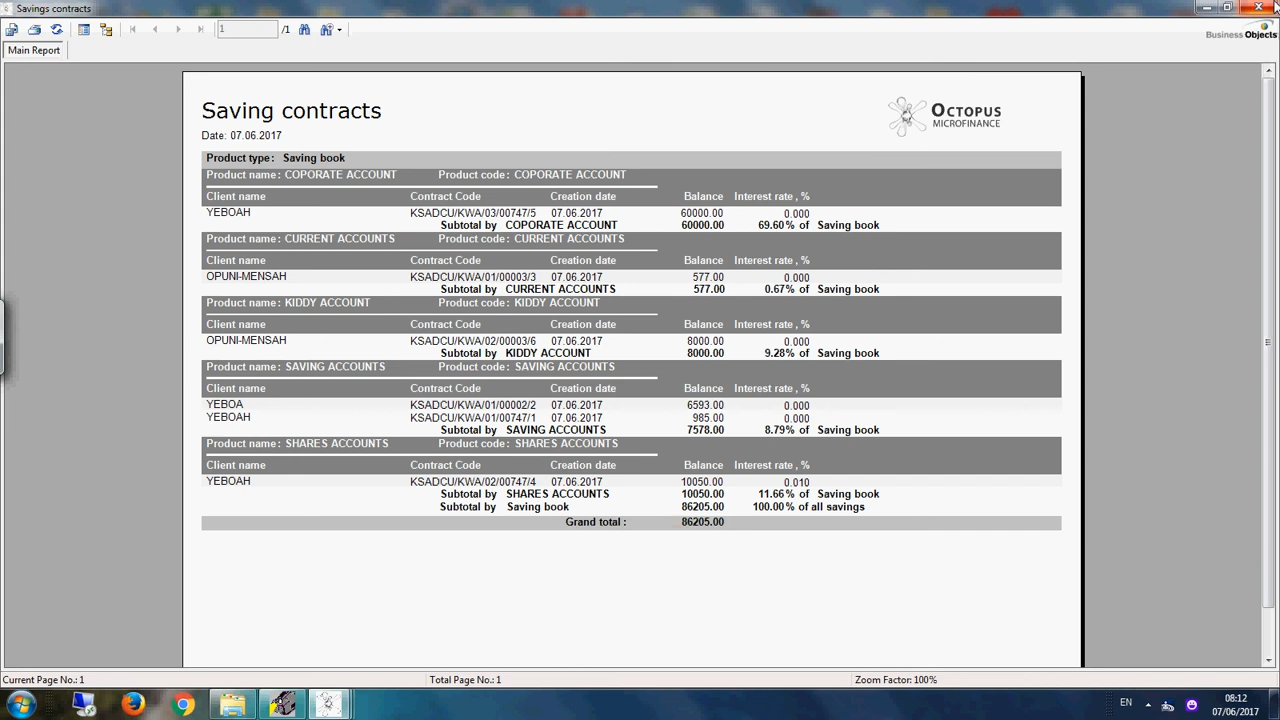 Savings contracts
1 /1
Business Objects
Main Report
Saving contracts
OCTOPUS
MICROFINANCE
Date: 07.06.2017
Product type: Saving book
Product name: COPORATE ACCOUNT Product code: COPORATE ACCOUNT
Client name Contract Code Creation date Balance Interest rate , %
YEBOAH KSADCU/KWA/03/00747/5 07.06.2017 60000.00 0.000
Subtotal by COPORATE ACCOUNT 60000.00 69.60% of Saving book
Product name: CURRENT ACCOUNTS Product code: CURRENT ACCOUNTS
Client name Contract Code Creation date Balance Interest rate , %
OPUNI-MENSAH KSADCU/KWA/01/00003/3 07.06.2017 577.00 0.000
Subtotal by CURRENT ACCOUNTS 577.00 0.67% of Saving book
Product name: KIDDY ACCOUNT Product code: KIDDY ACCOUNT
Client name Contract Code Creation date Balance Interest rate , %
OPUNI-MENSAH KSADCU/KWA/02/00003/6 07.06.2017 8000.00 0.000
Subtotal by KIDDY ACCOUNT 8000.00 9.28% of Saving book
Product name: SAVING ACCOUNTS Product code: SAVING ACCOUNTS
Client name Contract Code Creation date Balance Interest rate , %
YEBOA KSADCU/KWA/01/00002/2 07.06.2017 6593.00 0.000
YEBOAH KSADCU/KWA/01/00747/1 07.06.2017 985.00 0.000
Subtotal by SAVING ACCOUNTS 7578.00 8.79% of Saving book
Product name: SHARES ACCOUNTS Product code: SHARES ACCOUNTS
Client name Contract Code Creation date Balance Interest rate , %
YEBOAH KSADCU/KWA/02/00747/4 07.06.2017 10050.00 0.010
Subtotal by SHARES ACCOUNTS 10050.00 11.66% of Saving book
Subtotal by Saving book 86205.00 100.00% of all savings
Grand total : 86205.00
Current Page No.: 1 Total Page No.: 1 Zoom Factor: 100%
EN 08:12
07/06/2017